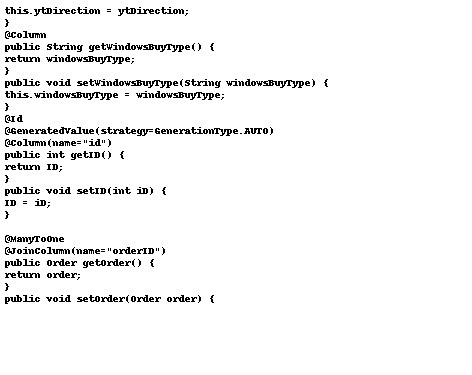 this.ytDirection = ytDirection;
}
@Column
public String getWindowsBuyType() {
return windowsBuyType;
}
public void setWindowsBuyType(String windowsBuyType) {
this.windowsBuyType = windowsBuyType;
}
@Id
@GeneratedValue(strategy=GenerationType.AUTO)
@Column(name="id")
public int getID() {
return ID;
}
public void setID(int iD) {
ID = iD;
}

@ManyToOne
@JoinColumn(name="orderID")
public Order getOrder() {
return order;
}
public void setOrder(Order order) {